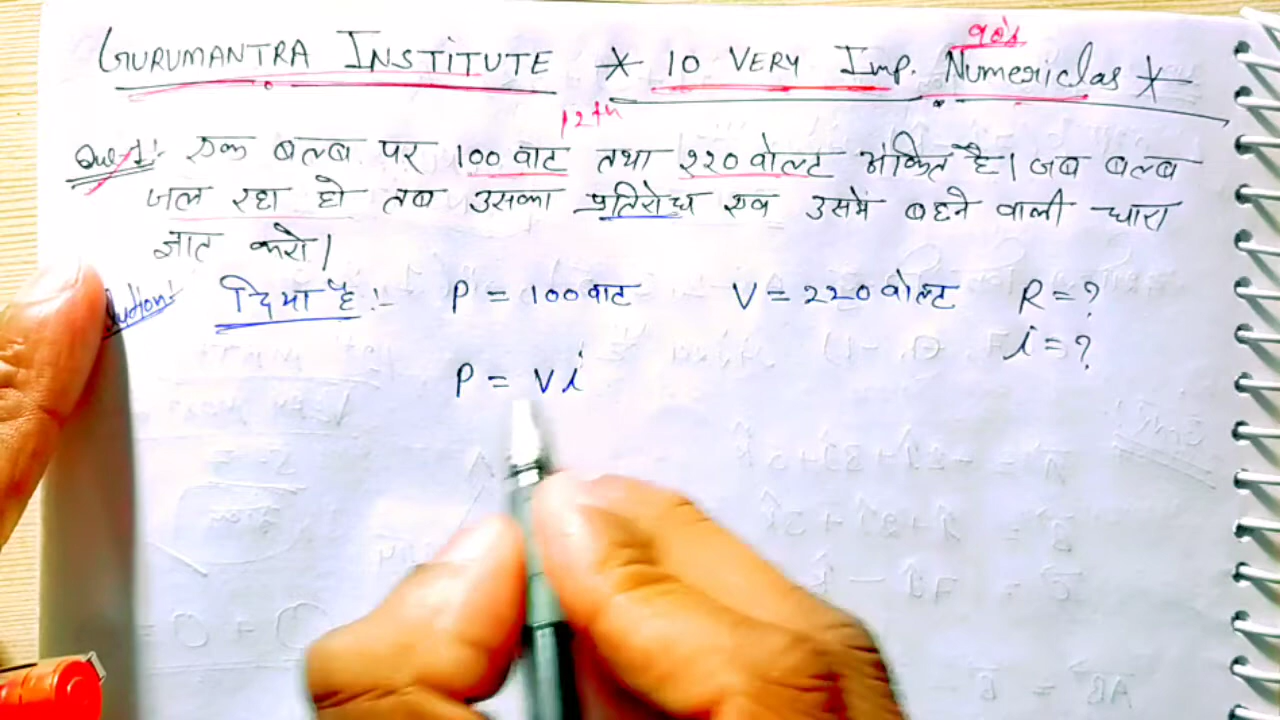 90's
GURUMANTRA INSTITUTE * 10 VERY Imp. Numericlas *
12th
Ques-1:- एक बल्ब पर 100 वाट तथा 220 वोल्ट अंकित है। जब बल्ब
जल रहा हो तब उसका प्रतिरोध एव उसमें बहने वाली धारा
ज्ञात करो।
दिया है:- P = 100 वाट V = 220 वोल्ट R = ?
i = ?
P = Vi